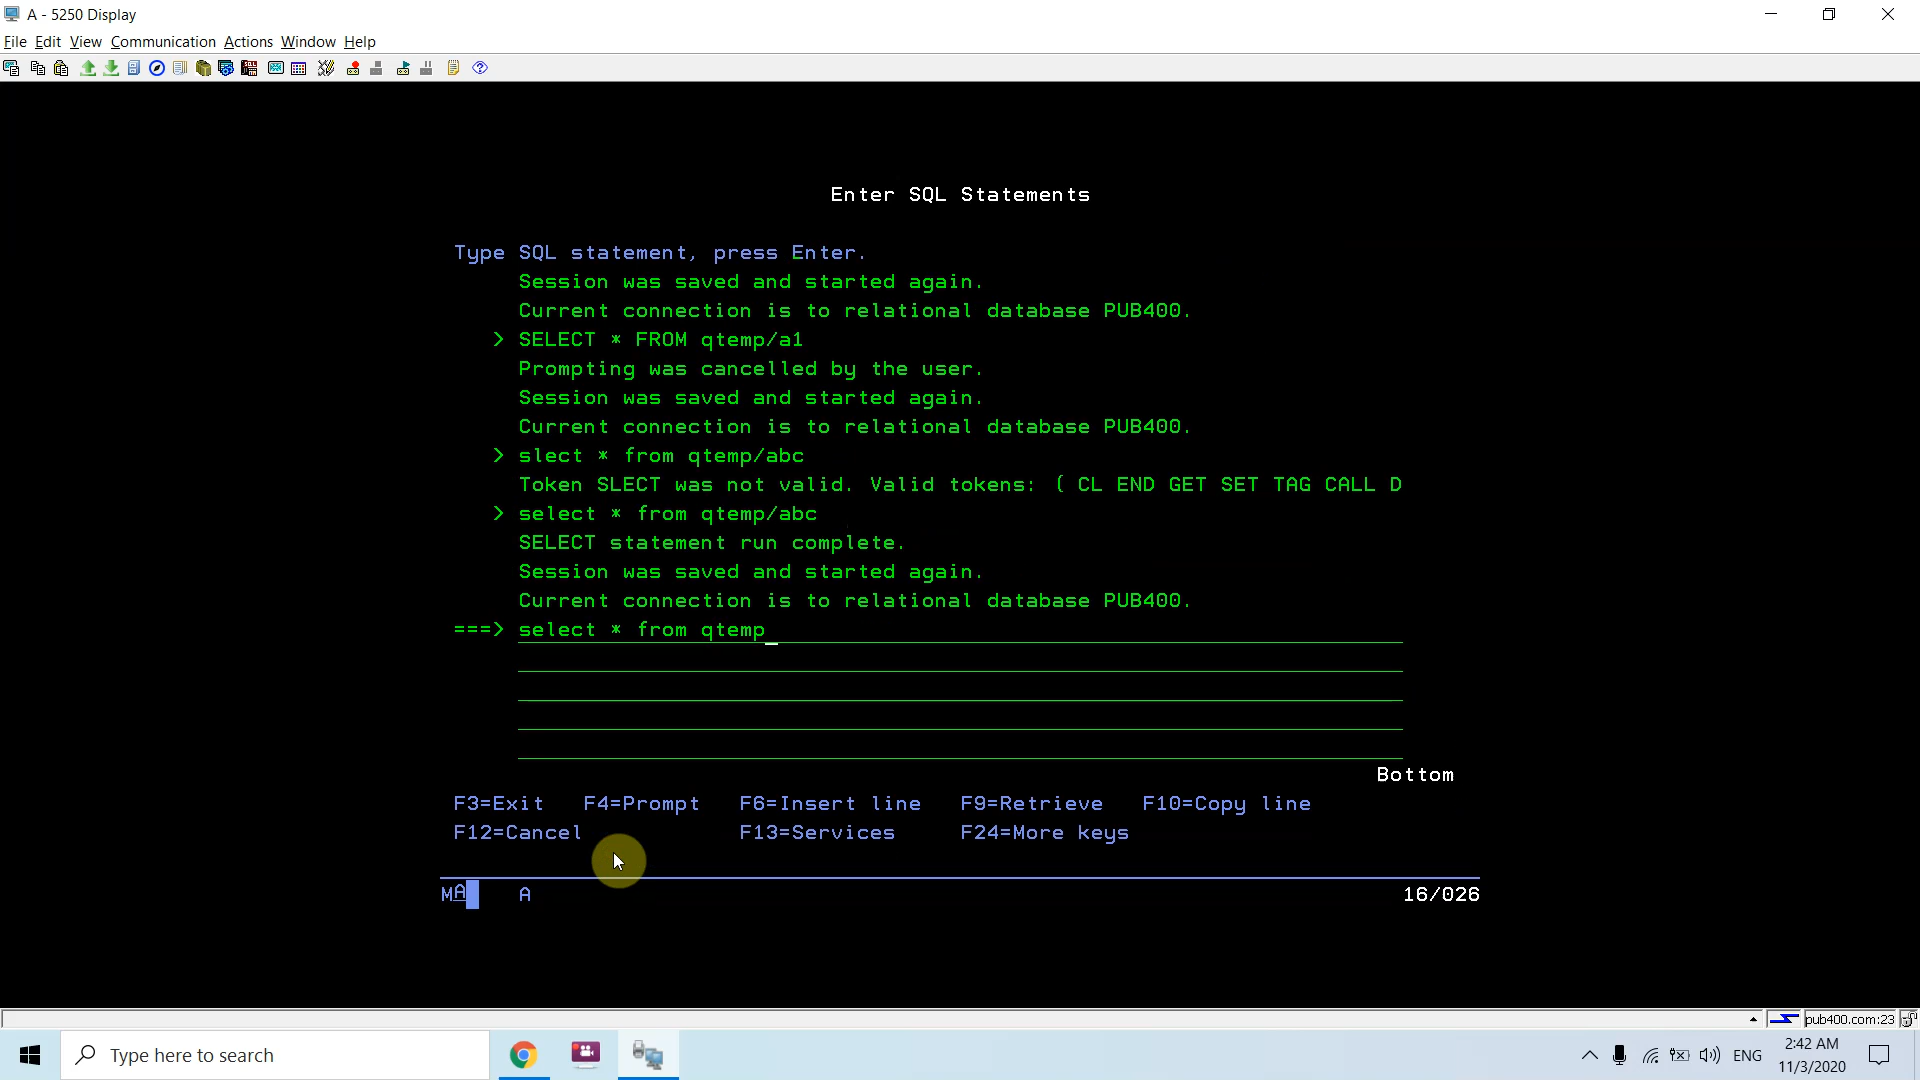 A - 5250 Display
File Edit View Communication Actions Window Help
Enter SQL Statements
Type SQL statement, press Enter.
Session was saved and started again.
Current connection is to relational database PUB400.
> SELECT * FROM qtemp/a1
Prompting was cancelled by the user.
Session was saved and started again.
Current connection is to relational database PUB400.
> slect * from qtemp/abc
Token SLECT was not valid. Valid tokens: ( CL END GET SET TAG CALL D
> select * from qtemp/abc
SELECT statement run complete.
Session was saved and started again.
Current connection is to relational database PUB400.
===> select * from qtemp_
Bottom
F3=Exit F4=Prompt F6=Insert line F9=Retrieve F10=Copy line
F12=Cancel F13=Services F24=More keys
MA A 16/026
pub400.com:23
Type here to search
ENG
2:42 AM
11/3/2020